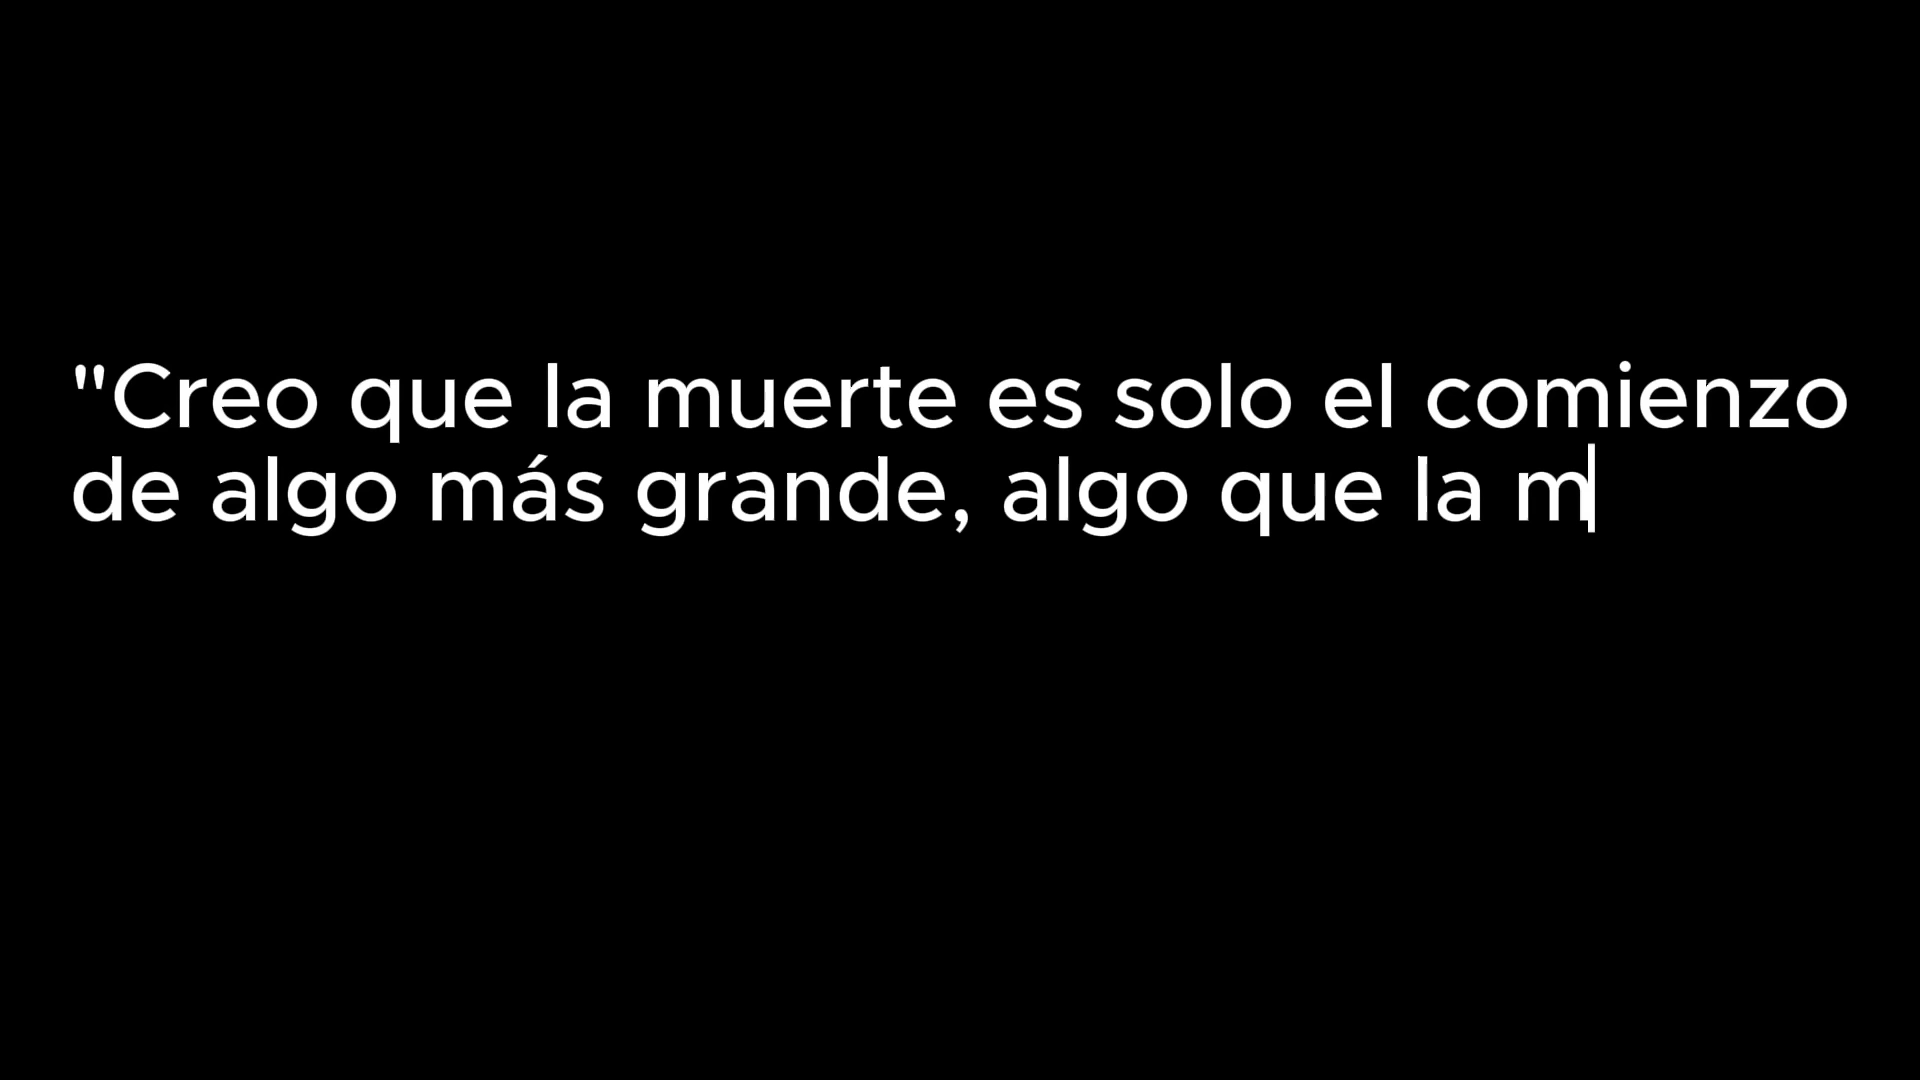 "Creo que la muerte es solo el comienzo
de algo más grande, algo que la m